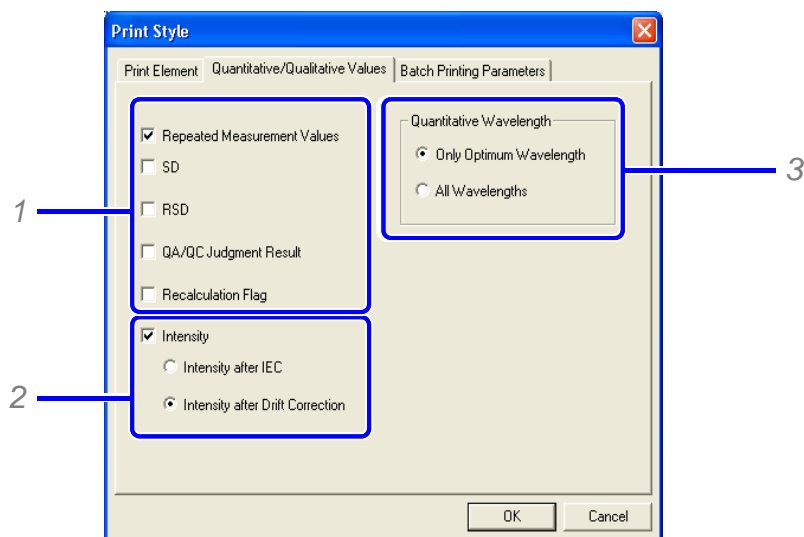 Print Style
Print Element
Quantitative/Qualitative Values
Batch Printing Parameters
Repeated Measurement Values
SD
RSD
QA/QC Judgment Result
Recalculation Flag
1
Intensity
Intensity after IEC
Intensity after Drift Correction
2
Quantitative Wavelength
Only Optimum Wavelength
All Wavelengths
3
OK
Cancel